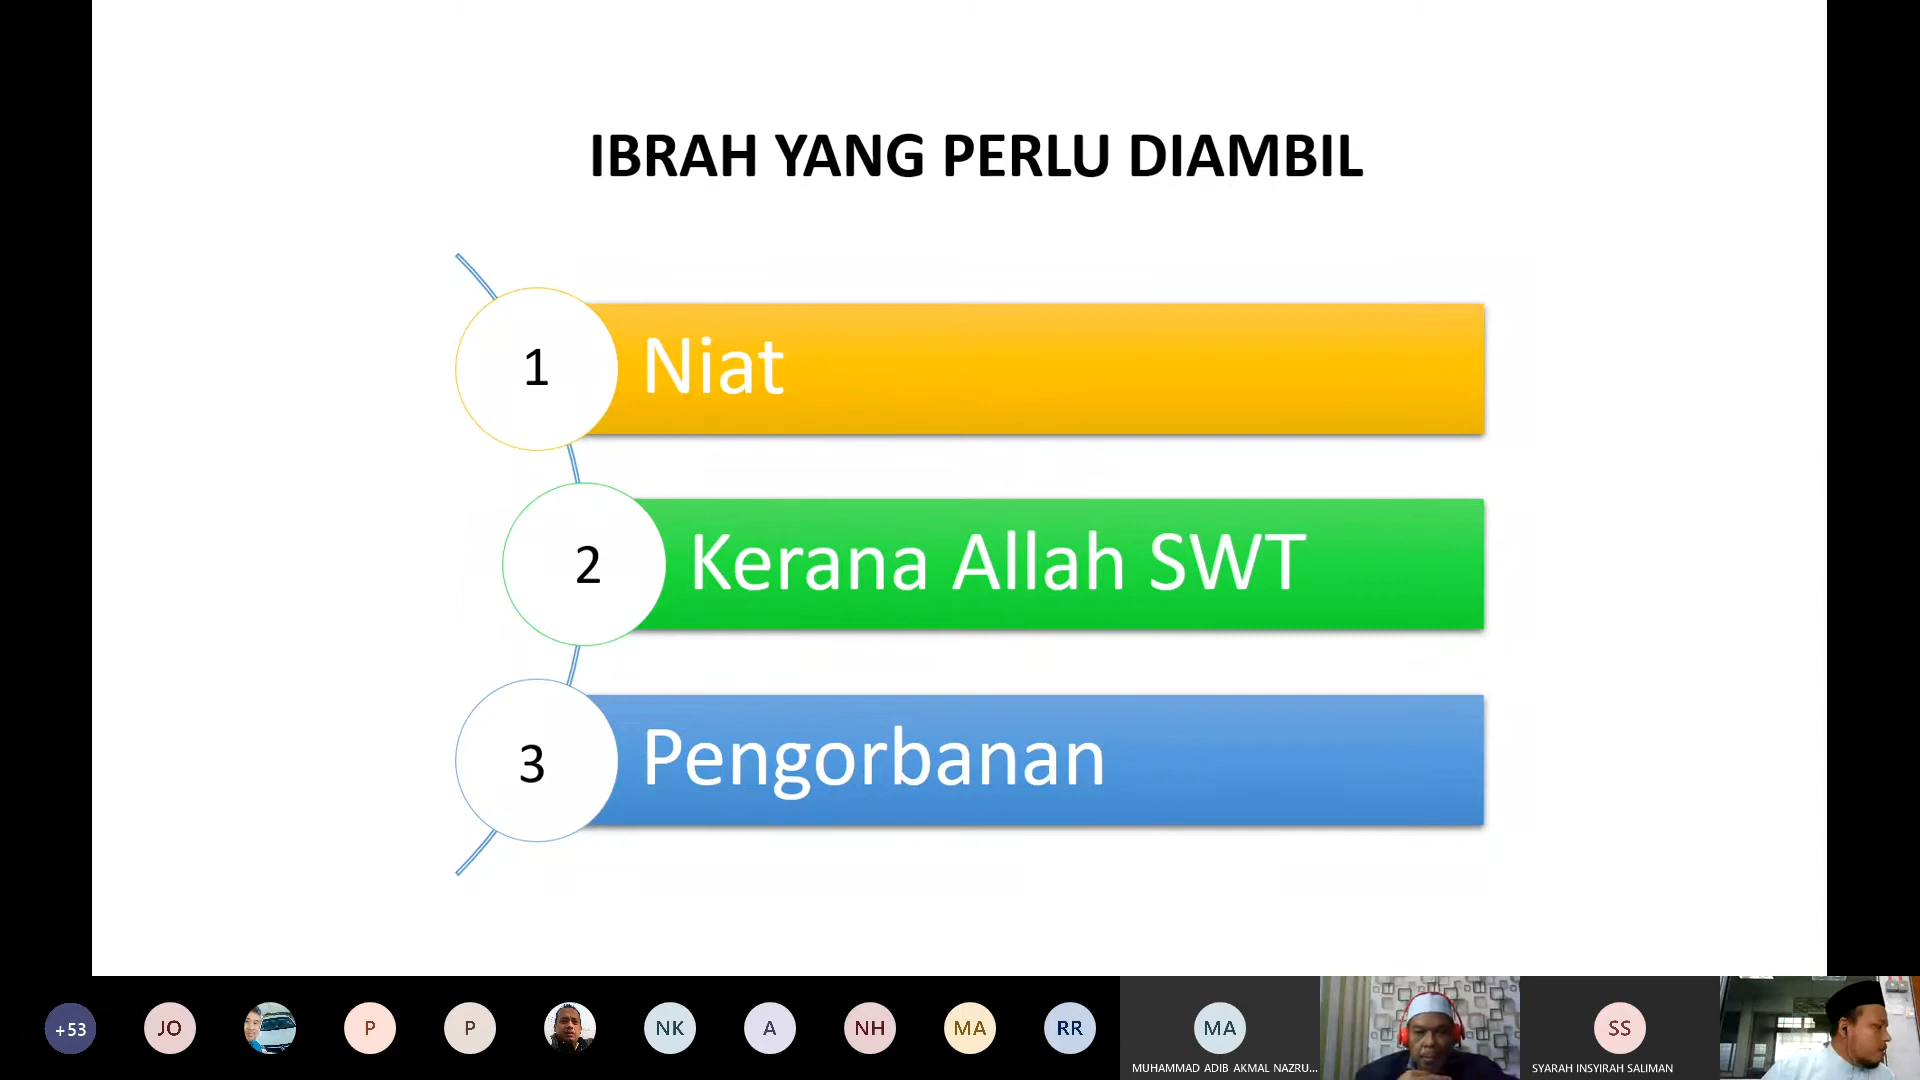 IBRAH YANG PERLU DIAMBIL
1
Niat
2
Kerana Allah SWT
3
Pengorbanan
+53
JO
P
P
NK
A
NH
MA
RR
MA
MUHAMMAD ADIB AKMAL NAZRU...
SS
SYARAH INSYIRAH SALIMAN